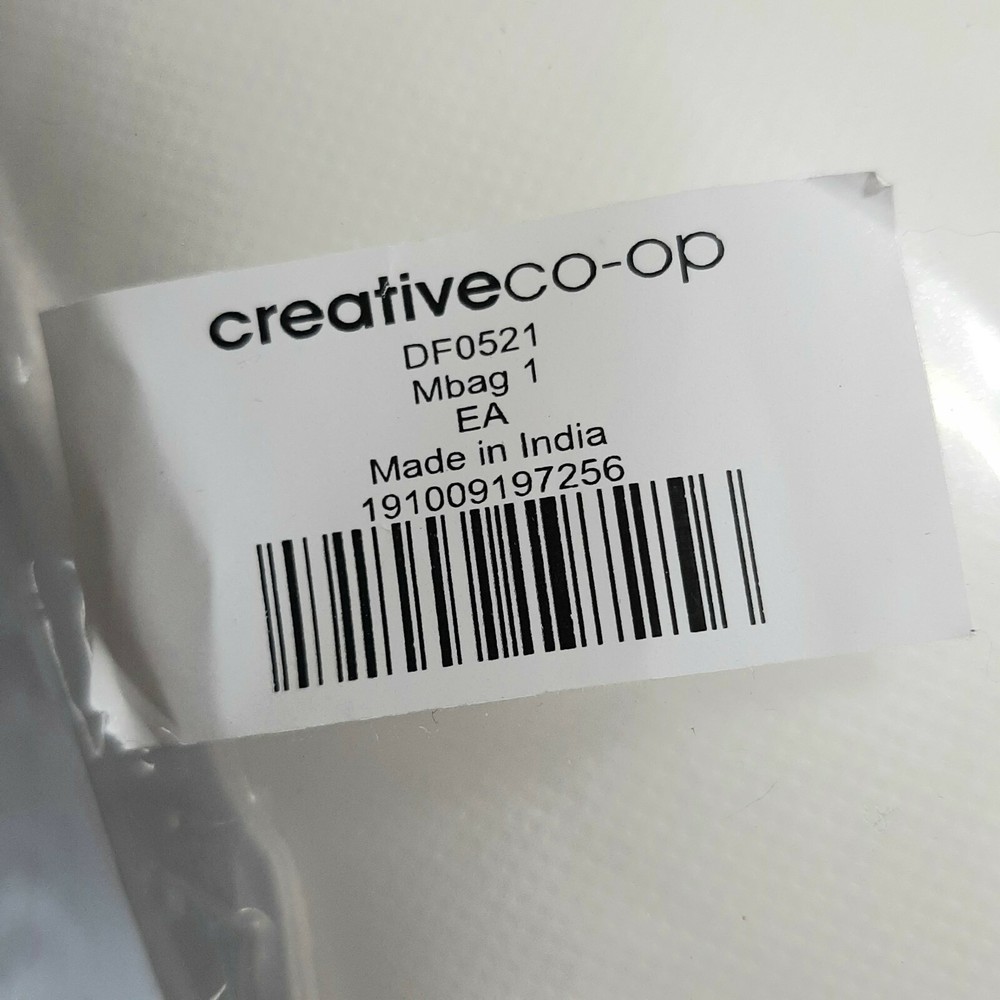 creativeco-op
DF0521
Mbag 1
EA
Made in India
191009197256